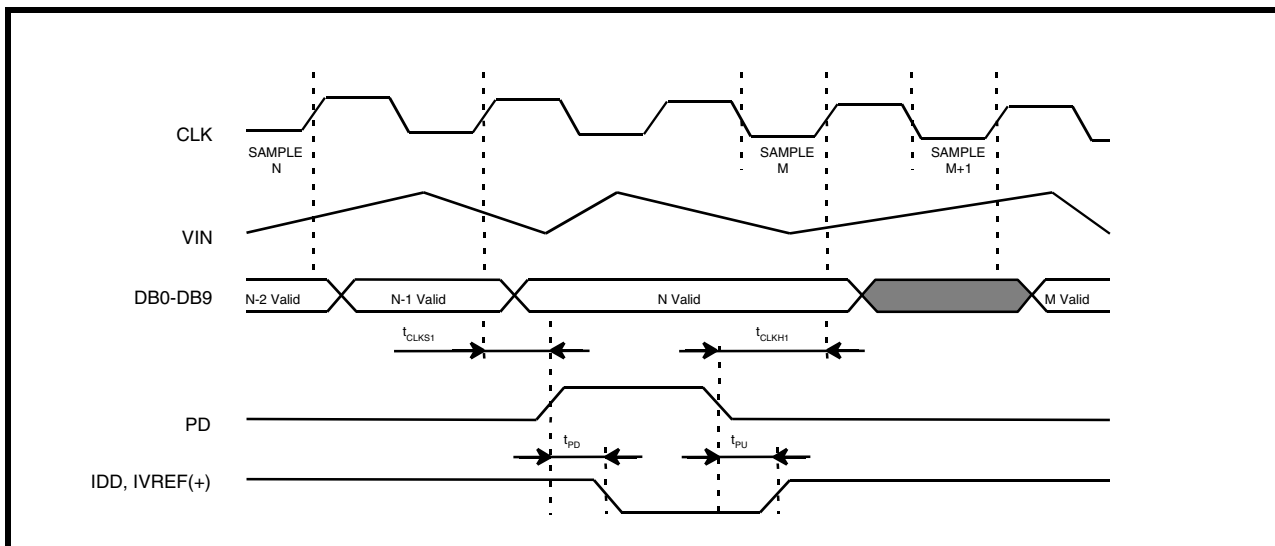 CLK
SAMPLE
N
SAMPLE
M
SAMPLE
M+1
VIN
DB0-DB9
N-2 Valid
N-1 Valid
N Valid
M Valid
tCLKS1
tCLKH1
PD
tPD
tPU
IDD, IVREF(+)